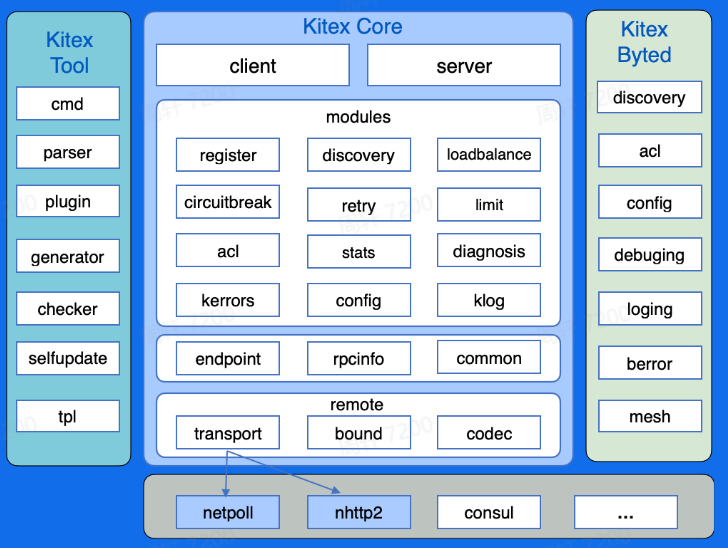 Kitex
Tool
cmd
parser
plugin
generator
checker
selfupdate
tpl
Kitex Core
client
server
modules
register
discovery
loadbalance
circuitbreak
retry
limit
acl
stats
diagnosis
kerrors
config
klog
endpoint
rpcinfo
common
remote
transport
bound
codec
Kitex
Byted
discovery
acl
config
debuging
loging
berror
mesh
netpoll
nhttp2
consul
...